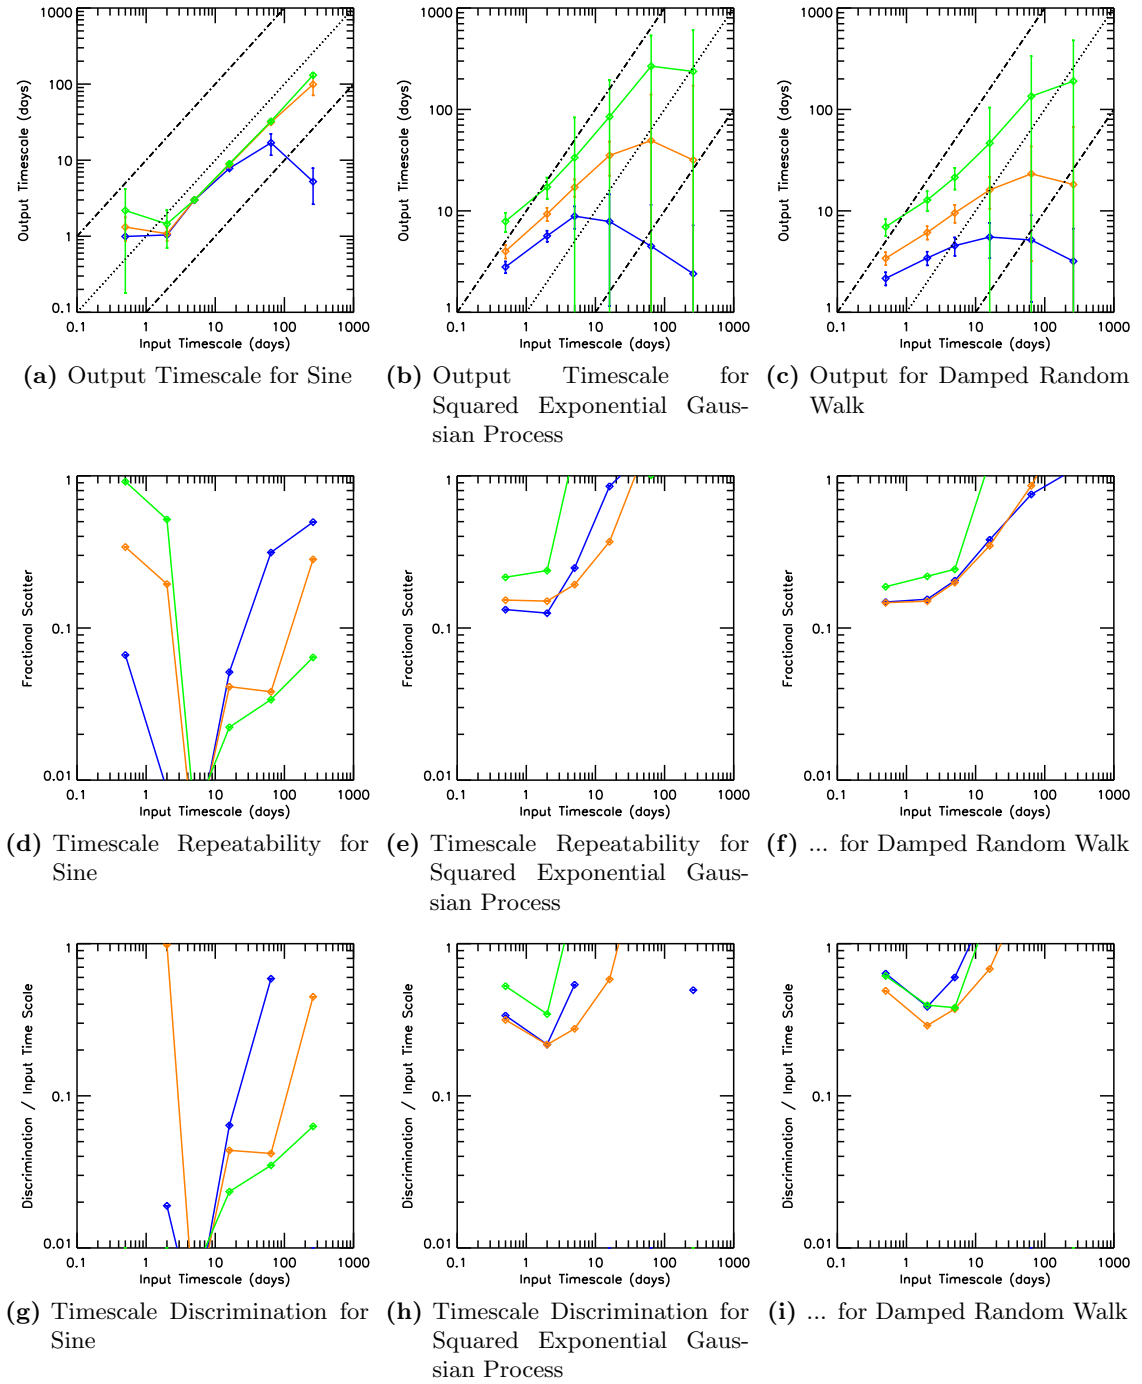 1000
100
10
1
0.1
Output Timescale (days)
0.1 1 10 100 1000
Input Timescale (days)
(a) Output Timescale for Sine
1000
100
10
1
Output Timescale (days)
0.1 1 10 100 1000
Input Timescale (days)
(b) Output Timescale for
Squared Exponential Gaus-
sian Process
1000
100
10
1
Output Timescale (days)
0.1 1 10 100 1000
Input Timescale (days)
(c) Output for Damped Random
Walk
1
0.1
0.01
Fractional Scatter
0.1 1 10 100 1000
Input Timescale (days)
(d) Timescale Repeatability for
Sine
1
0.1
0.01
Fractional Scatter
0.1 1 10 100 1000
Input Timescale (days)
(e) Timescale Repeatability for
Squared Exponential Gaus-
sian Process
1
0.1
0.01
Fractional Scatter
0.1 1 10 100 1000
Input Timescale (days)
(f) ... for Damped Random Walk
1
0.1
0.01
Discrimination / Input Time Scale
0.1 1 10 100 1000
Input Timescale (days)
(g) Timescale Discrimination for
Sine
1
0.1
0.01
Discrimination / Input Time Scale
0.1 1 10 100 1000
Input Timescale (days)
(h) Timescale Discrimination for
Squared Exponential Gaus-
sian Process
1
0.1
0.01
Discrimination / Input Time Scale
0.1 1 10 100 1000
Input Timescale (days)
(i) ... for Damped Random Walk